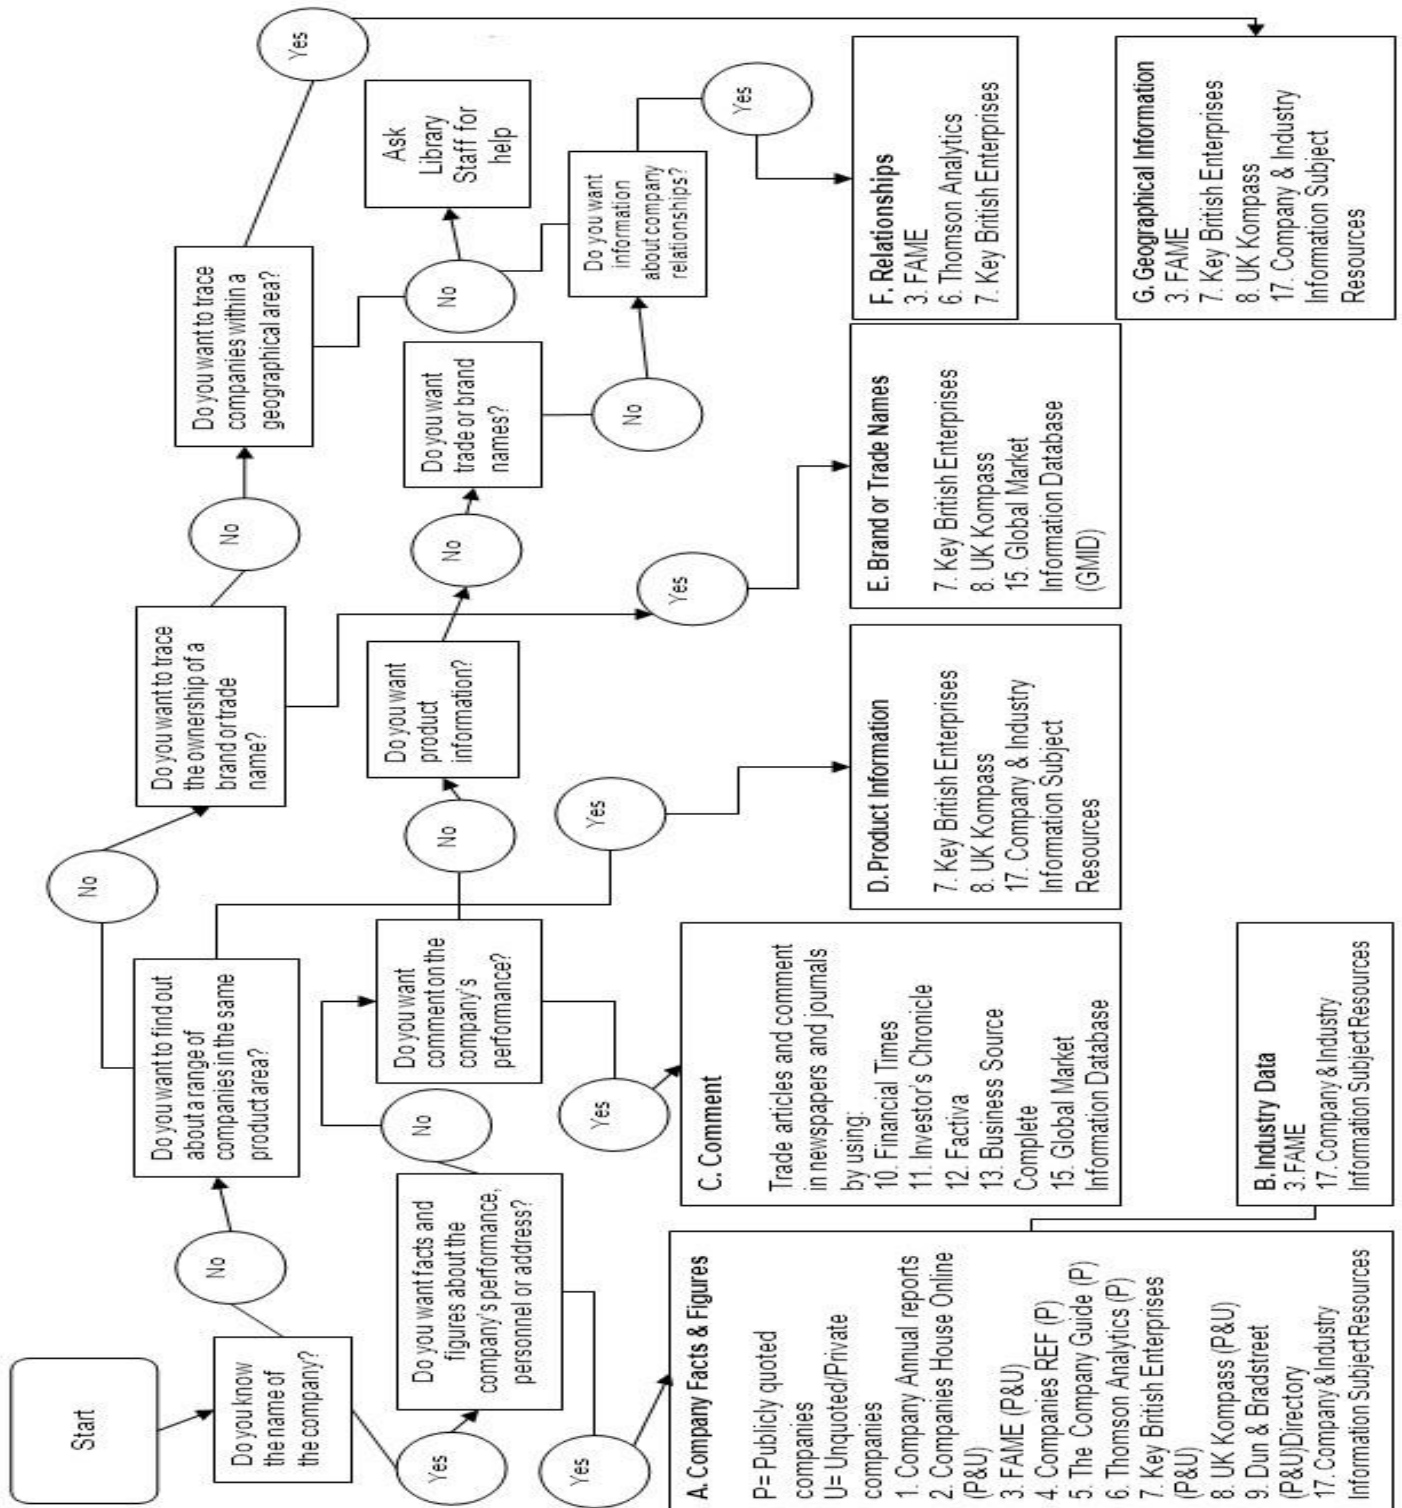 Start
Do you know
the name of
the company?
No
Yes
Do you want to find out
about a range of
companies in the same
product area?
No
Do you want to trace
the ownership of a
brand or trade
name?
No
Do you want to trace
companies within a
geographical area?
Yes
Do you want facts and
figures about the
company's performance,
personnel or address?
No
Yes
Do you want
comment on the
company's
performance?
No
Yes
Yes
Do you want
product
information?
No
Yes
Do you want
trade or brand
names?
No
No
Ask
Library
Staff for
help
Do you want
information
about company
relationships?
Yes
A. Company Facts & Figures
P= Publicly quoted
companies
U= Unquoted/Private
companies
1. Company Annual reports
2. Companies House Online
(P&U)
3. FAME (P&U)
4. Companies REF (P)
5. The Company Guide (P)
6. Thomson Analytics (P)
7. Key British Enterprises
(P&U)
8. UK Kompass (P&U)
9. Dun & Bradstreet
(P&U)Directory
17. Company & Industry
Information Subject Resources
B. Industry Data
3. FAME
17. Company & Industry
Information Subject Resources
C. Comment
Trade articles and comment
in newspapers and journals
by using:
10. Financial Times
11. Investor's Chronicle
12. Factiva
13. Business Source
Complete
15. Global Market
Information Database
D. Product Information
7. Key British Enterprises
8. UK Kompass
17. Company & Industry
Information Subject
Resources
E. Brand or Trade Names
7. Key British Enterprises
8. UK Kompass
15. Global Market
Information Database
(GMID)
F. Relationships
3. FAME
6. Thomson Analytics
7. Key British Enterprises
G. Geographical Information
3. FAME
7. Key British Enterprises
8. UK Kompass
17. Company & Industry
Information Subject
Resources